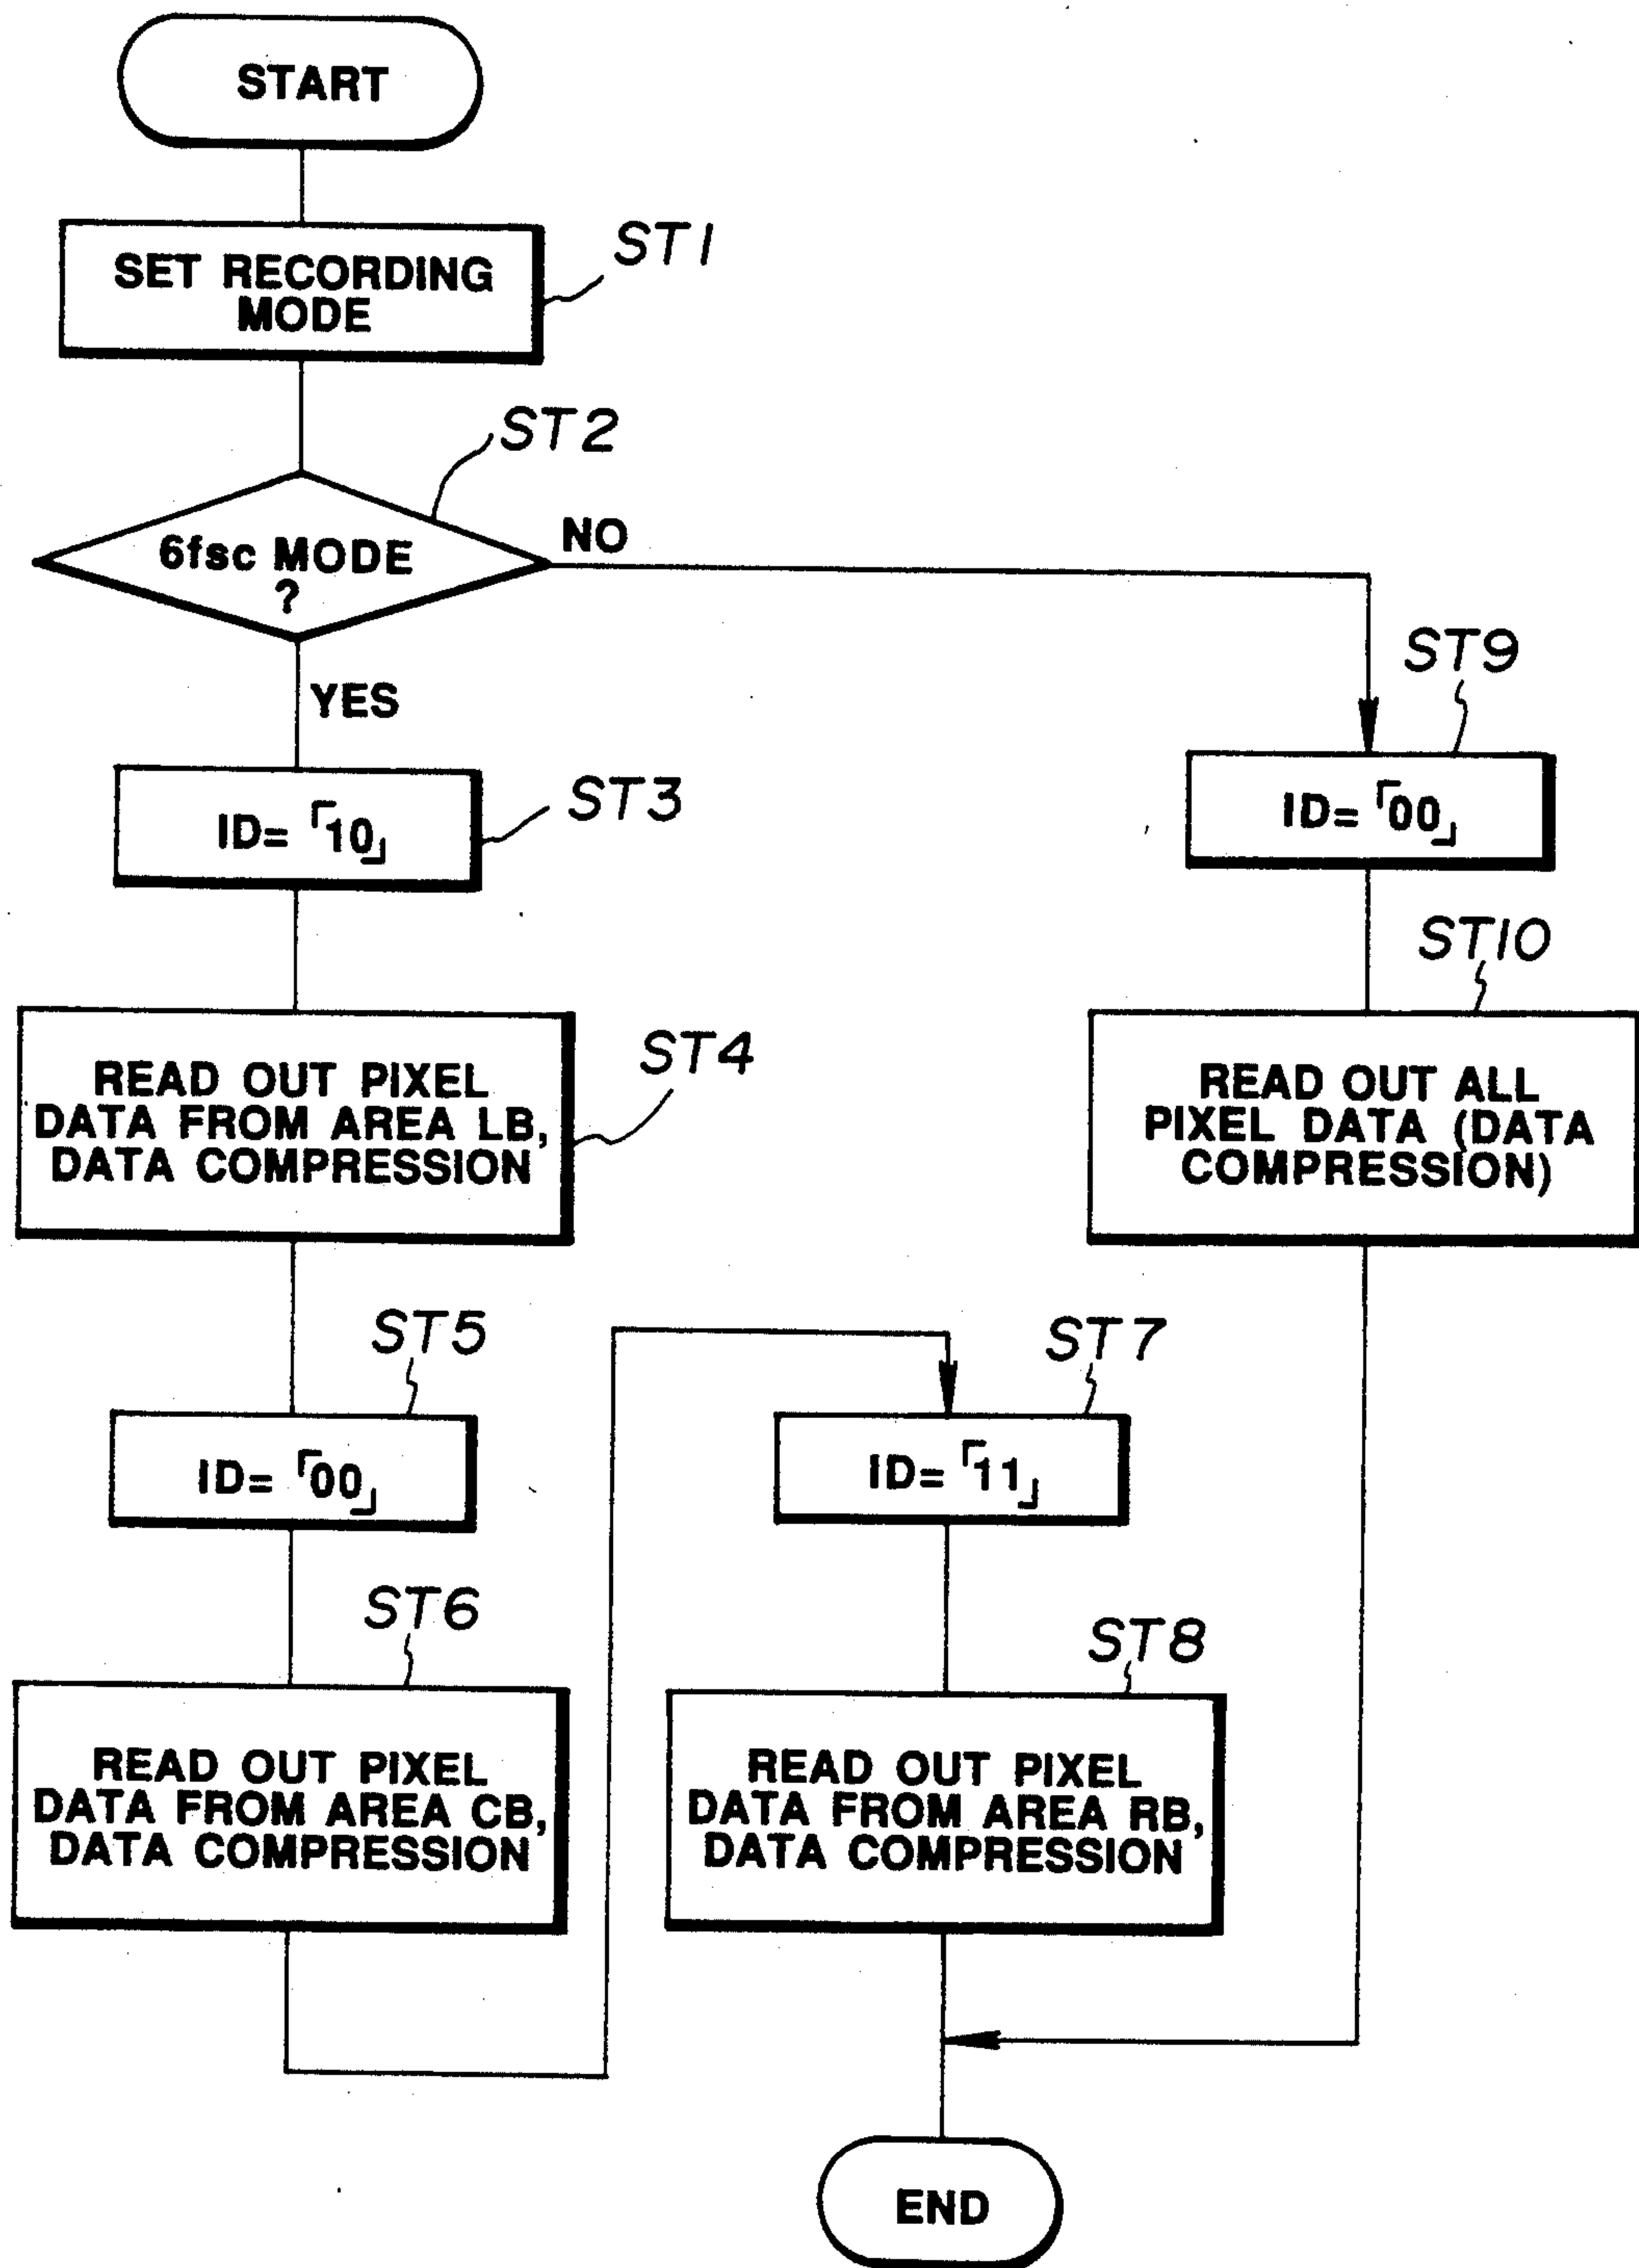 START
SET RECORDING
MODE
ST1
ST2
6fsc MODE
?
NO
YES
ID=「10」
ST3
READ OUT PIXEL
DATA FROM AREA LB,
DATA COMPRESSION
ST4
ST5
ID=「00」
ST6
READ OUT PIXEL
DATA FROM AREA CB,
DATA COMPRESSION
ST7
ID=「11」
ST8
READ OUT PIXEL
DATA FROM AREA RB,
DATA COMPRESSION
ST9
ID=「00」
ST10
READ OUT ALL
PIXEL DATA (DATA
COMPRESSION)
END